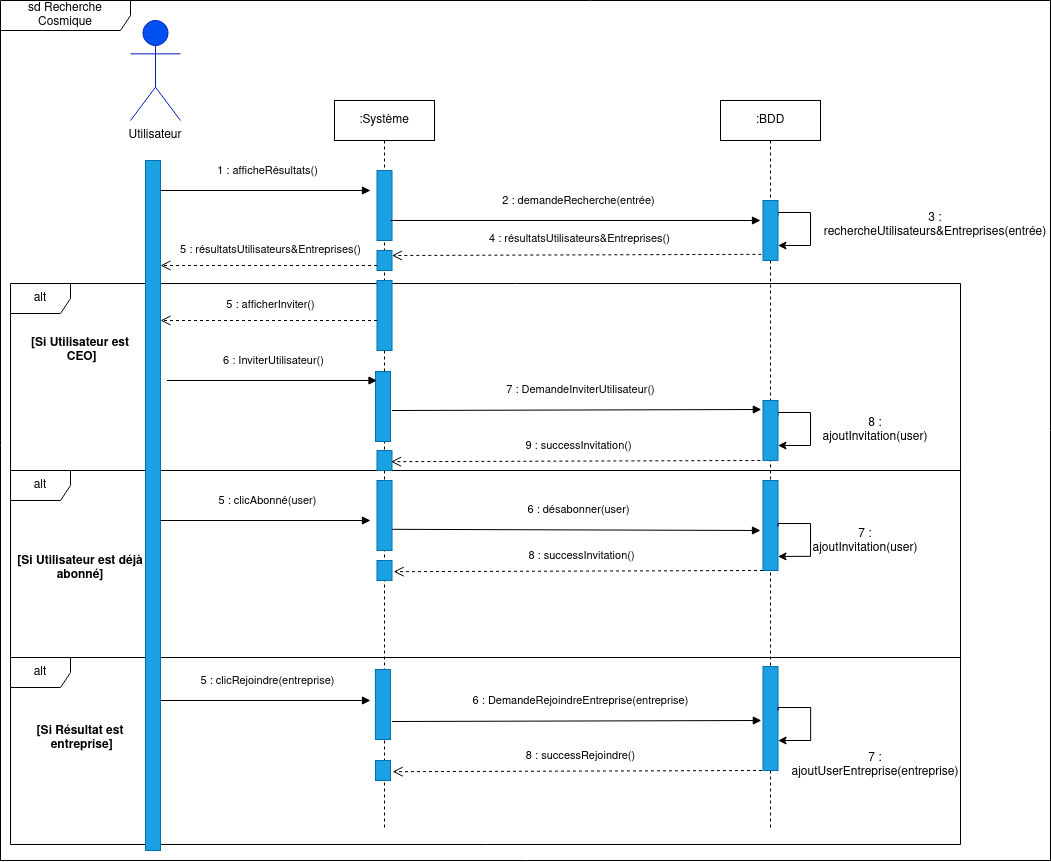 sd Recherche
Cosmique
Utilisateur
:Système
:BDD
1 : afficheRésultats()
2 : demandeRecherche(entrée)
3 :
rechercheUtilisateurs&Entreprises(entrée)
4 : résultatsUtilisateurs&Entreprises()
5 : résultatsUtilisateurs&Entreprises()
alt
5 : afficherInviter()
[Si Utilisateur est
CEO]
6 : InviterUtilisateur()
7 : DemandeInviterUtilisateur()
8 :
ajoutInvitation(user)
9 : successInvitation()
alt
5 : clicAbonné(user)
6 : désabonner(user)
7 :
ajoutInvitation(user)
[Si Utilisateur est déjà
abonné]
8 : successInvitation()
alt
5 : clicRejoindre(entreprise)
6 : DemandeRejoindreEntreprise(entreprise)
[Si Résultat est
entreprise]
7 :
ajoutUserEntreprise(entreprise)
8 : successRejoindre()